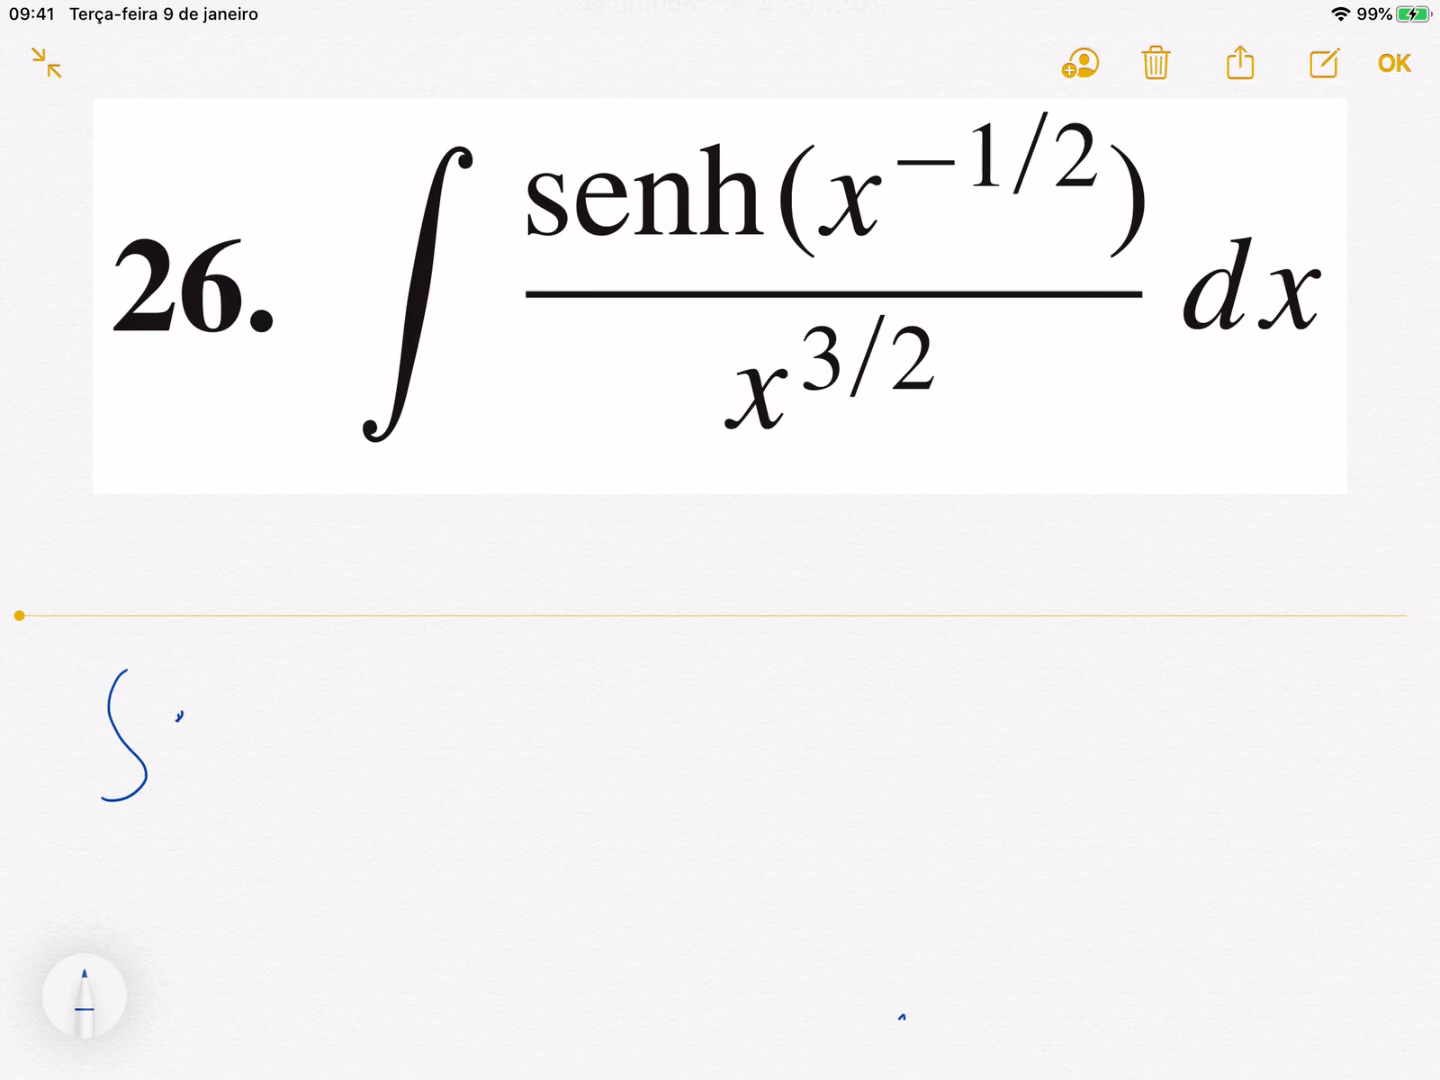 09:41 Terça-feira 9 de janeiro 99%
OK
26. ∫ senh(x^{-1/2}) / x^{3/2} dx
∫